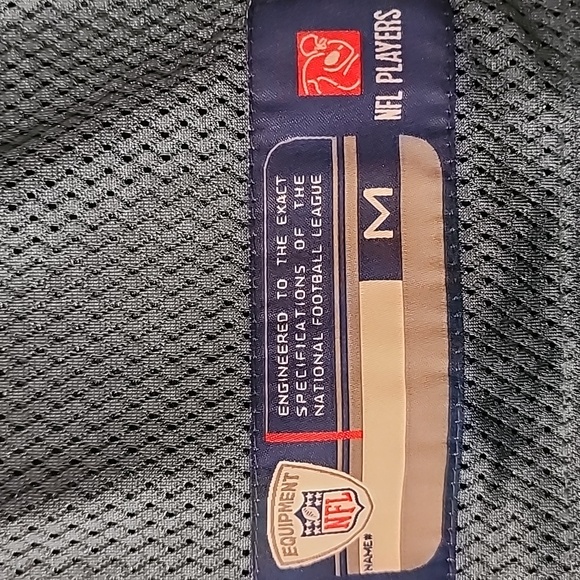 NFL PLAYERS
ENGINEERED TO THE EXACT
SPECIFICATIONS OF THE
NATIONAL FOOTBALL LEAGUE
M
EQUIPMENT
NFL
NAME#